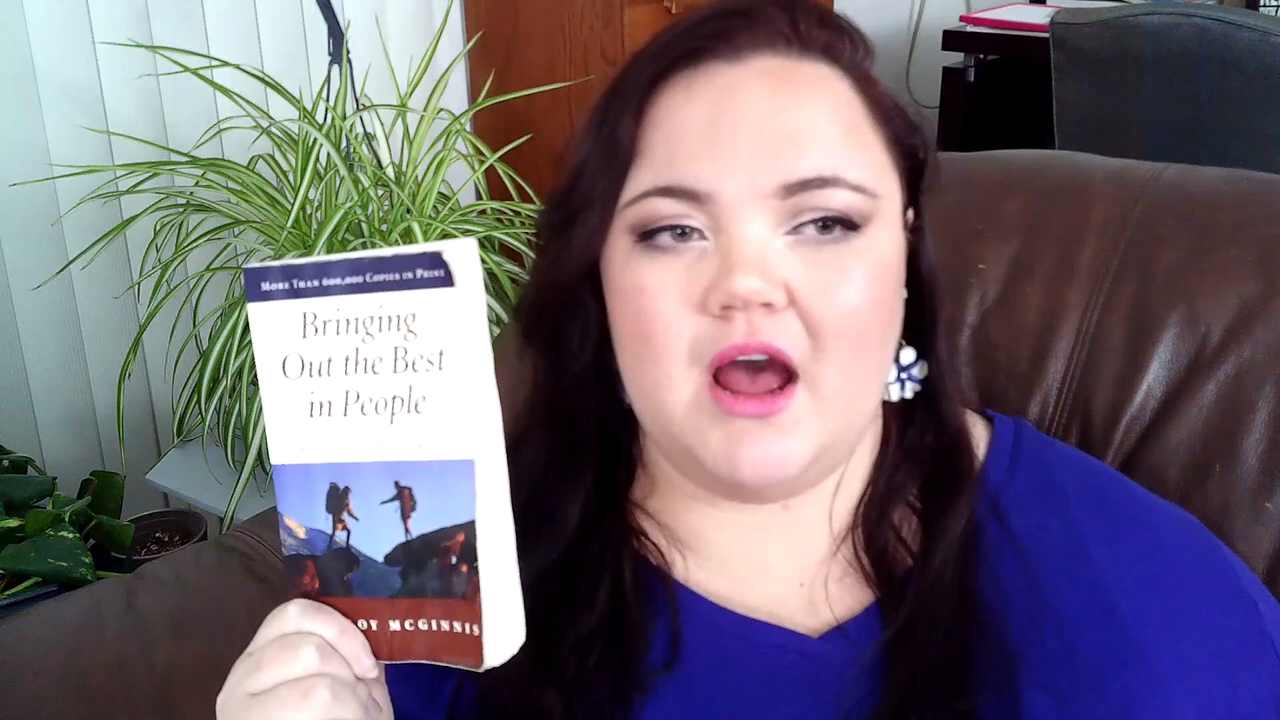 More Than 600,000 Copies in Print
Bringing
Out the Best
in People
OY MCGINNIS